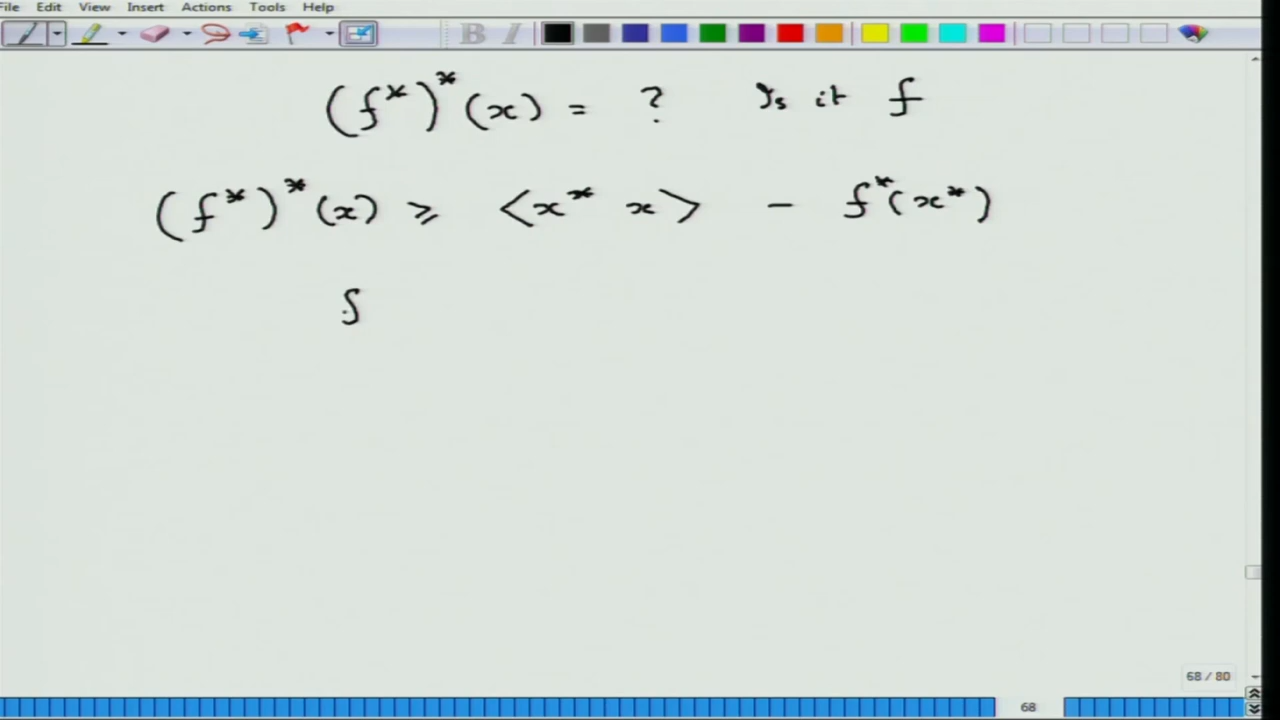 File Edit View Insert Actions Tools Help
B I
(f*)*(x) = ? Is it f
(f*)*(x) ⩾ <x* x> - f*(x*)
68 / 80
68